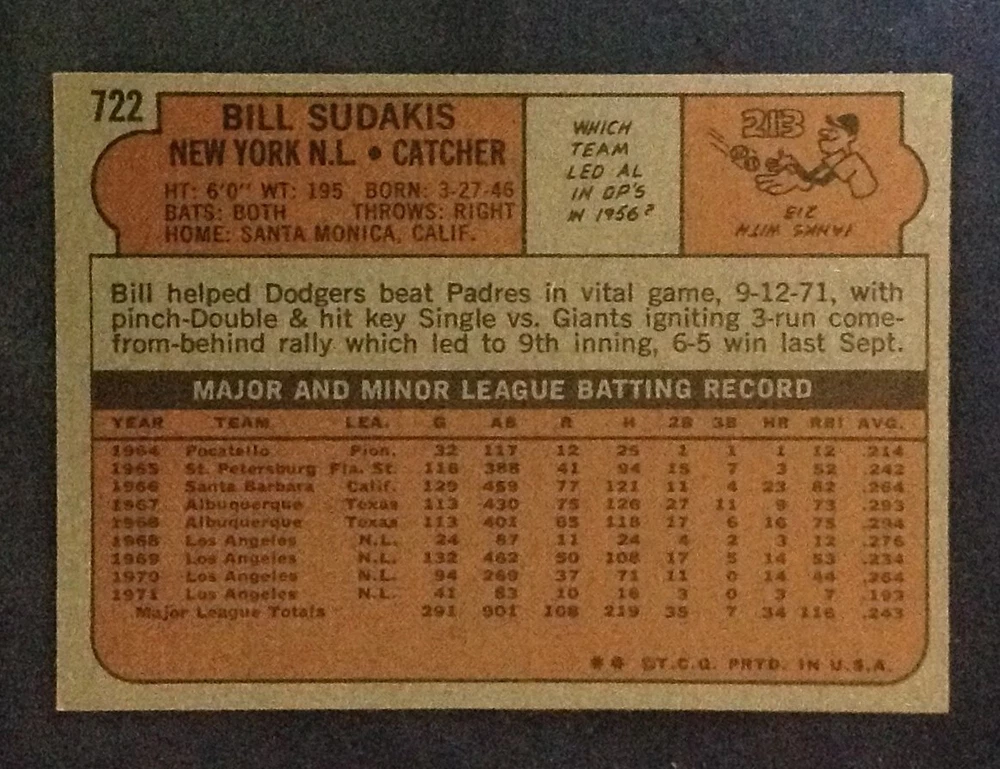 722
BILL SUDAKIS
NEW YORK N.L. • CATCHER
HT: 6'0" WT: 195 BORN: 3-27-46
BATS: BOTH THROWS: RIGHT
HOME: SANTA MONICA, CALIF.
WHICH
TEAM
LED AL
IN DP'S
IN 1956?
213
YANKS WITH
213
Bill helped Dodgers beat Padres in vital game, 9-12-71, with
pinch-Double & hit key Single vs. Giants igniting 3-run come-
from-behind rally which led to 9th inning, 6-5 win last Sept.
MAJOR AND MINOR LEAGUE BATTING RECORD
YEAR TEAM LEA. G AB R H 2B 3B HR RBI AVG.
1964 Pocatello Pion. 32 117 12 25 1 1 12 .214
1965 St. Petersburg Fla. St. 116 388 41 94 15 7 3 52 .242
1966 Santa Barbara Calif. 129 459 77 121 11 4 23 82 .264
1967 Albuquerque Texas 113 430 75 126 27 11 9 73 .293
1968 Albuquerque Texas 113 401 65 118 17 6 16 75 .294
1968 Los Angeles N.L. 24 87 11 24 4 2 3 12 .276
1969 Los Angeles N.L. 132 462 50 108 17 5 14 53 .234
1970 Los Angeles N.L. 94 269 37 71 11 0 14 44 .264
1971 Los Angeles N.L. 41 83 10 16 3 0 3 7 .193
Major League Totals 291 901 108 219 35 7 34 116 .243
** ©T.C.G. PRTD. IN U.S.A.